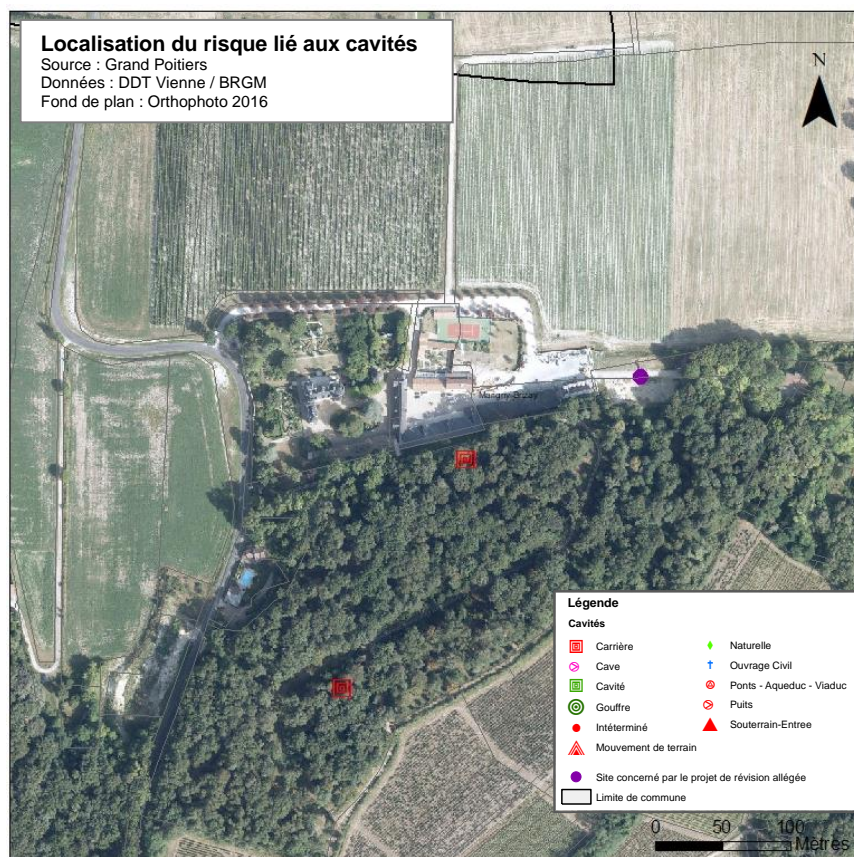 Localisation du risque lié aux cavités
Source : Grand Poitiers
Données : DDT Vienne / BRGM
Fond de plan : Orthophoto 2016
N
Marigny-Brizay
Légende
Cavités
Carrière
Cave
Cavité
Gouffre
Intéterminé
Mouvement de terrain
Naturelle
Ouvrage Civil
Ponts - Aqueduc - Viaduc
Puits
Souterrain-Entree
Site concerné par le projet de révision allégée
Limite de commune
0 50 100
Mètres